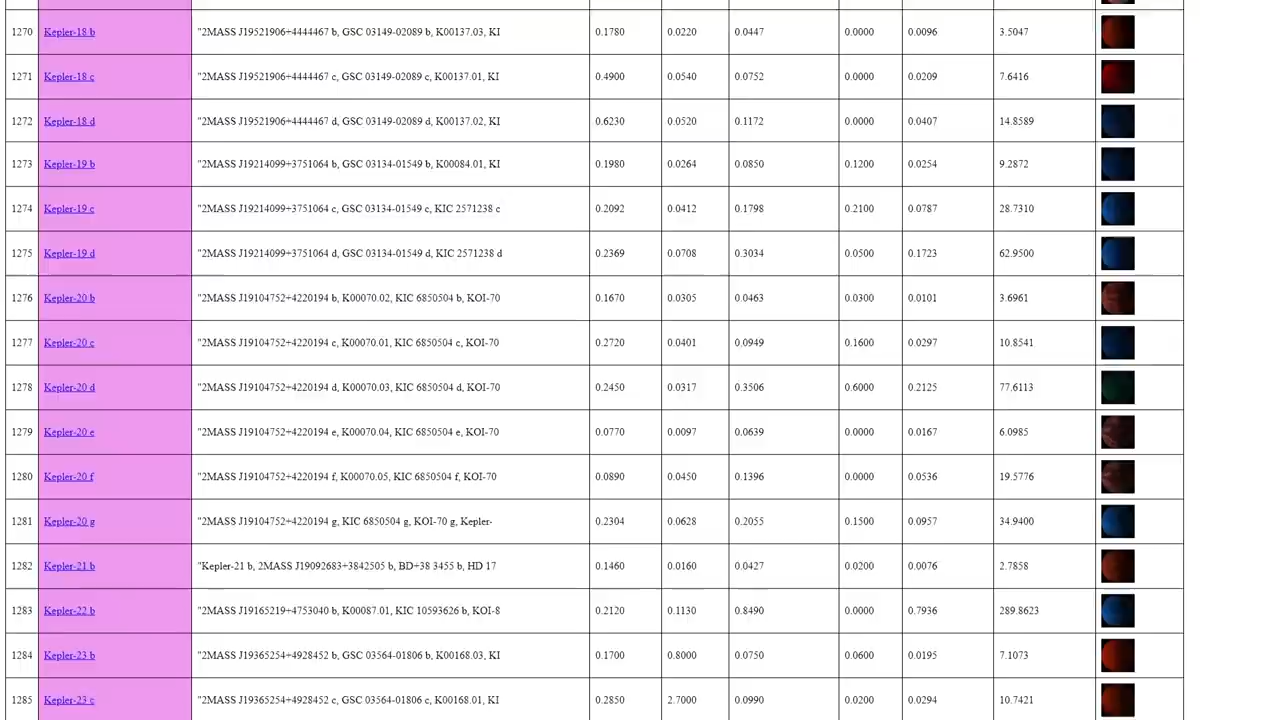 1270 Kepler-18 b "2MASS J19521906+4444467 b, GSC 03149-02089 b, K00137.03, KI 0.1780 0.0220 0.0447 0.0000 0.0096 3.5047
1271 Kepler-18 c "2MASS J19521906+4444467 c, GSC 03149-02089 c, K00137.01, KI 0.4900 0.0540 0.0752 0.0000 0.0209 7.6416
1272 Kepler-18 d "2MASS J19521906+4444467 d, GSC 03149-02089 d, K00137.02, KI 0.6230 0.0520 0.1172 0.0000 0.0407 14.8589
1273 Kepler-19 b "2MASS J19214099+3751064 b, GSC 03134-01549 b, K00084.01, KI 0.1980 0.0264 0.0850 0.1200 0.0254 9.2872
1274 Kepler-19 c "2MASS J19214099+3751064 c, GSC 03134-01549 c, KIC 2571238 c 0.2092 0.0412 0.1798 0.2100 0.0787 28.7310
1275 Kepler-19 d "2MASS J19214099+3751064 d, GSC 03134-01549 d, KIC 2571238 d 0.2369 0.0708 0.3034 0.0500 0.1723 62.9500
1276 Kepler-20 b "2MASS J19104752+4220194 b, K00070.02, KIC 6850504 b, KOI-70 0.1670 0.0305 0.0463 0.0300 0.0101 3.6961
1277 Kepler-20 c "2MASS J19104752+4220194 c, K00070.01, KIC 6850504 c, KOI-70 0.2720 0.0401 0.0949 0.1600 0.0297 10.8541
1278 Kepler-20 d "2MASS J19104752+4220194 d, K00070.03, KIC 6850504 d, KOI-70 0.2450 0.0317 0.3506 0.6000 0.2125 77.6113
1279 Kepler-20 e "2MASS J19104752+4220194 e, K00070.04, KIC 6850504 e, KOI-70 0.0770 0.0097 0.0639 0.0000 0.0167 6.0985
1280 Kepler-20 f "2MASS J19104752+4220194 f, K00070.05, KIC 6850504 f, KOI-70 0.0890 0.0450 0.1396 0.0000 0.0536 19.5776
1281 Kepler-20 g "2MASS J19104752+4220194 g, KIC 6850504 g, KOI-70 g, Kepler- 0.2304 0.0628 0.2055 0.1500 0.0957 34.9400
1282 Kepler-21 b "Kepler-21 b, 2MASS J19092683+3842505 b, BD+38 3455 b, HD 17 0.1460 0.0160 0.0427 0.0200 0.0076 2.7858
1283 Kepler-22 b "2MASS J19165219+4753040 b, K00087.01, KIC 10593626 b, KOI-8 0.2120 0.1130 0.8490 0.0000 0.7936 289.8623
1284 Kepler-23 b "2MASS J19365254+4928452 b, GSC 03564-01806 b, K00168.03, KI 0.1700 0.8000 0.0750 0.0600 0.0195 7.1073
1285 Kepler-23 c "2MASS J19365254+4928452 c, GSC 03564-01806 c, K00168.01, KI 0.2850 2.7000 0.0990 0.0200 0.0294 10.7421